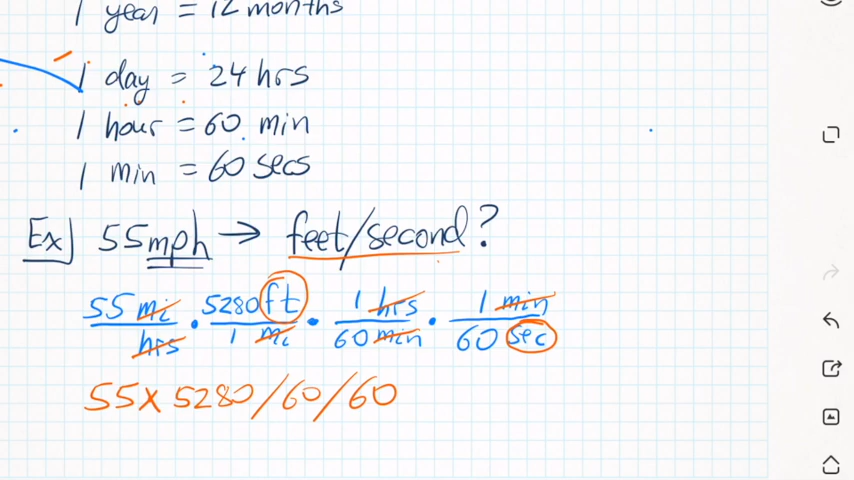 1 year = 12 months
1 day = 24 hrs
1 hour = 60 min
1 min = 60 secs
Ex] 55mph → feet/second?
55 mi/hrs · 5280 ft/1 mi · 1 hrs/60 min · 1 min/60 sec
55 x 5280/60/60